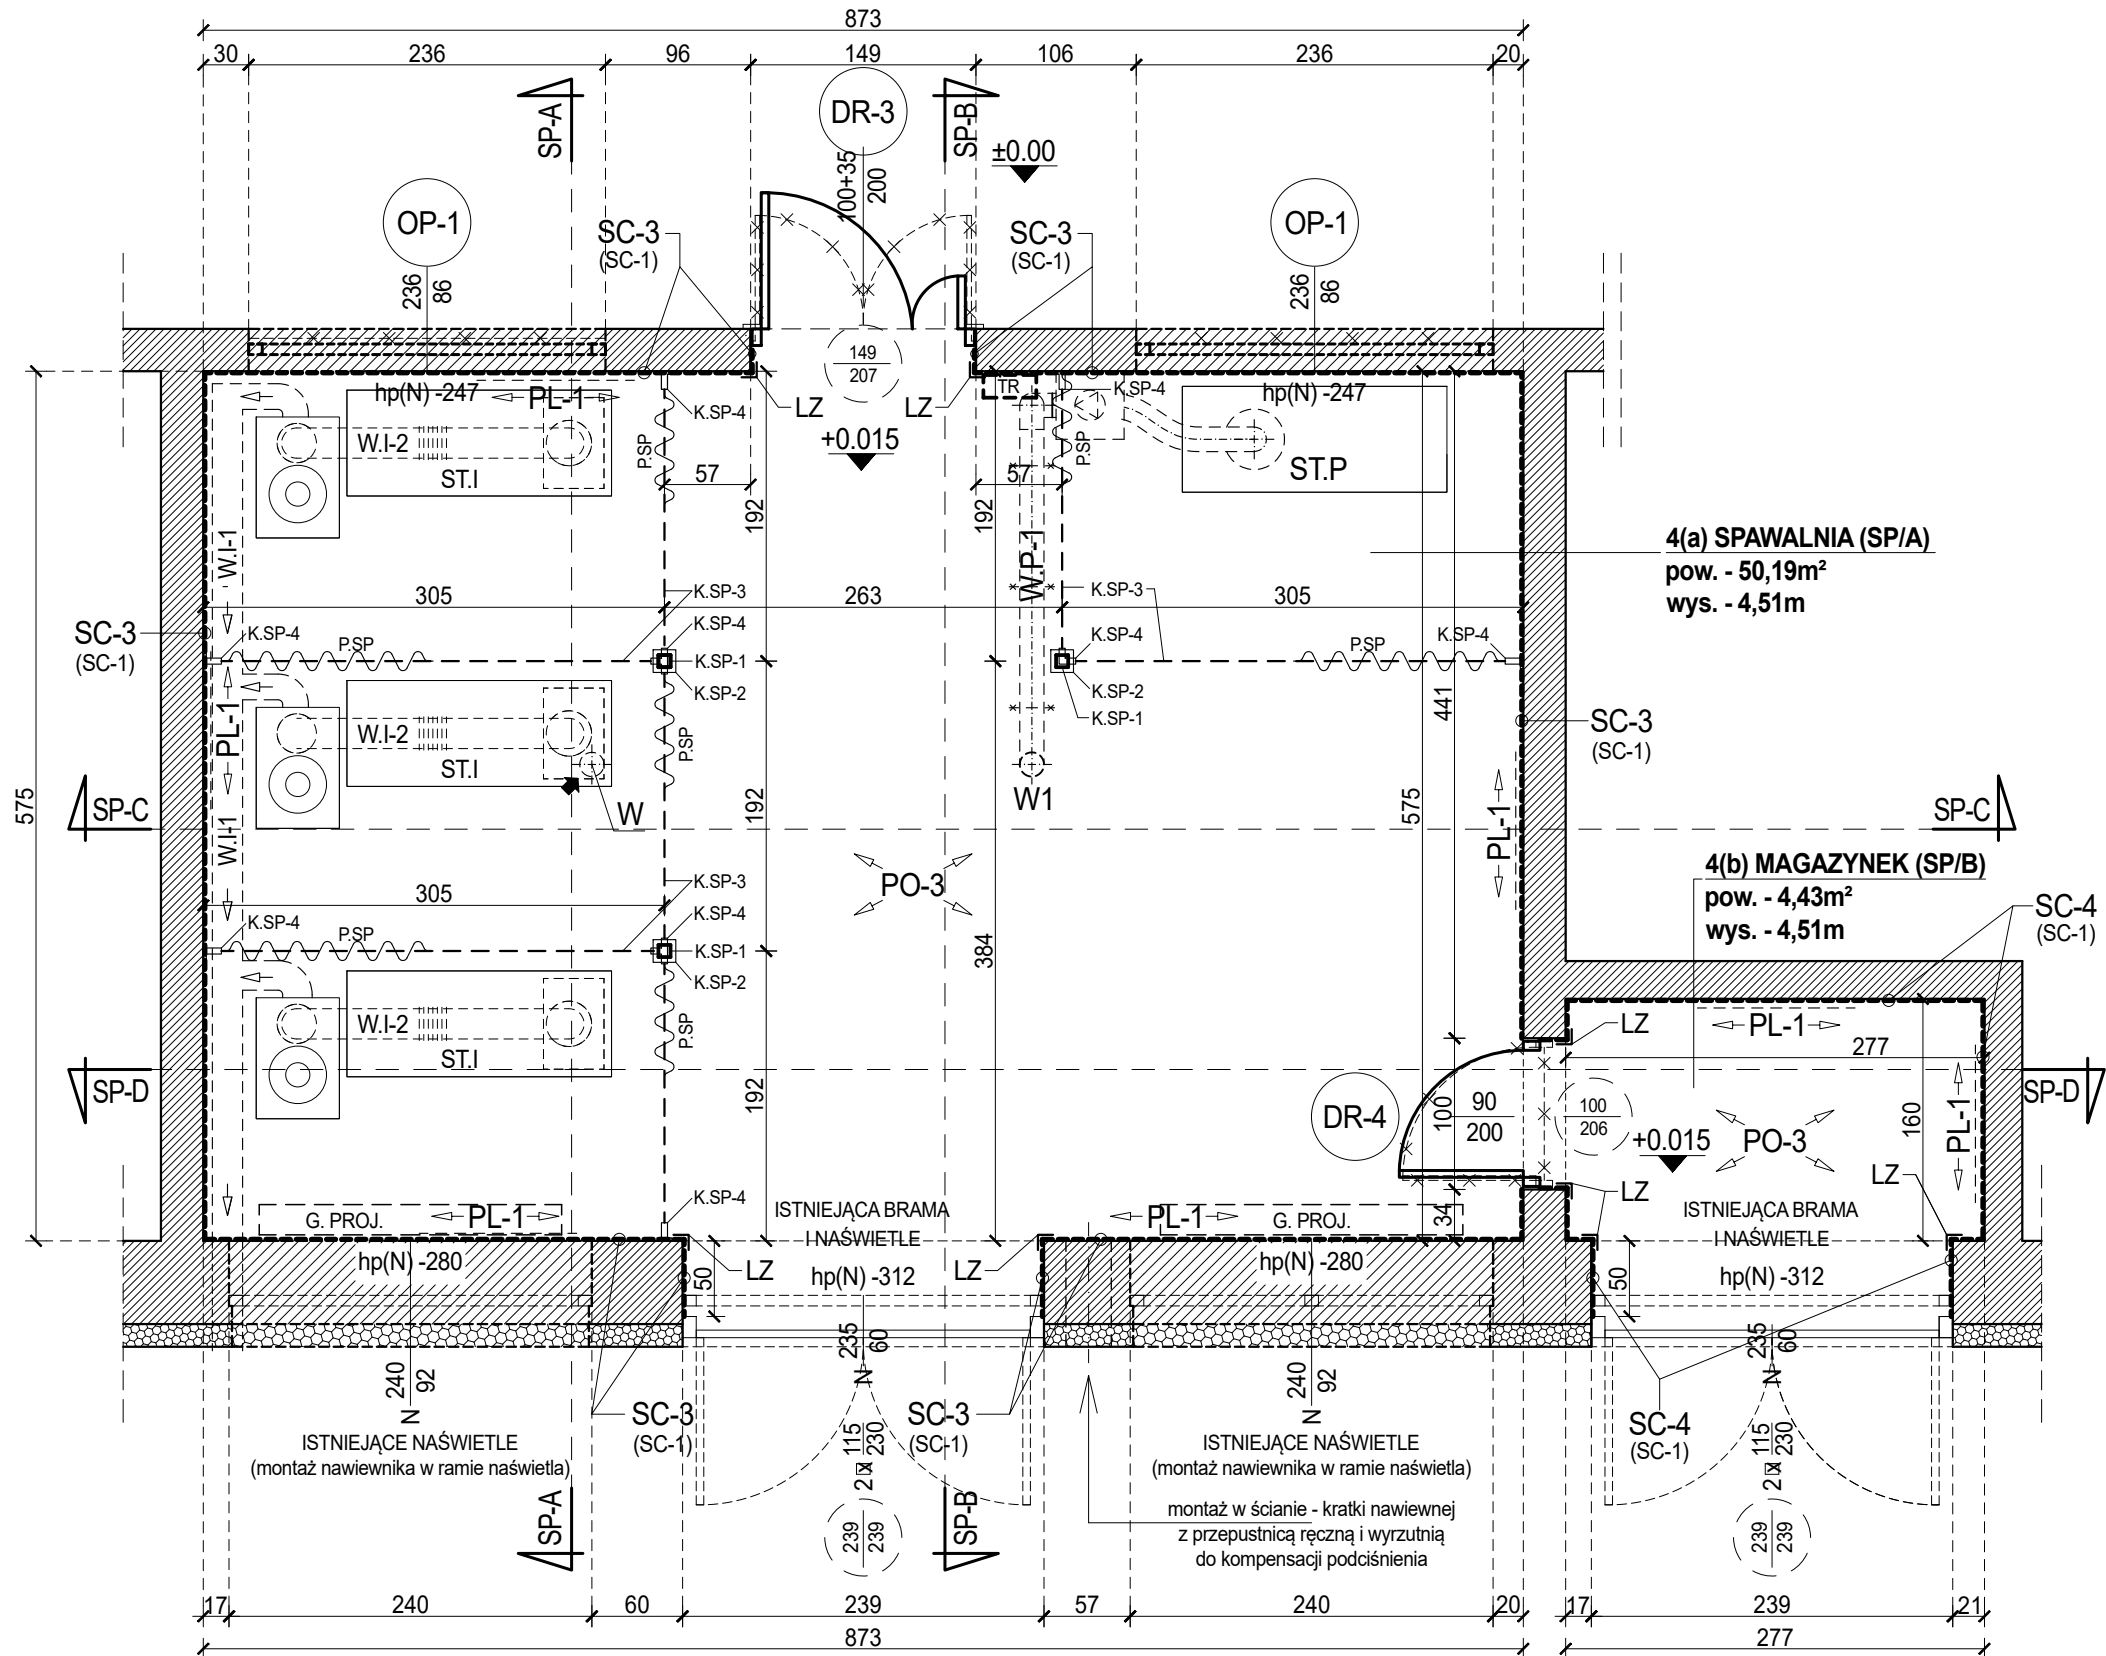 873
30
236
96
149
106
236
20
SP-A
DR-3
SP-B
100+35
200
±0.00
OP-1
236
86
SC-3
(SC-1)
SC-3
(SC-1)
OP-1
236
86
149
207
hp(N) -247
PL-1
K.SP-4
LZ
LZ
TR
K.SP-4
hp(N) -247
+0.015
W.I-2
ST.I
P.SP
57
192
57
192
P.SP
ST.P
W.I-1
W.P-1
4(a) SPAWALNIA (SP/A)
pow. - 50,19m²
wys. - 4,51m
305
K.SP-3
263
K.SP-3
305
SC-3
(SC-1)
K.SP-4
P.SP
K.SP-4
K.SP-1
K.SP-2
K.SP-4
K.SP-2
K.SP-1
P.SP
K.SP-4
441
SC-3
(SC-1)
PL-1
W.I-2
ST.I
P.SP
W
W1
575
SP-C
192
575
PL-1
SP-C
W.I-1
PO-3
4(b) MAGAZYNEK (SP/B)
pow. - 4,43m²
wys. - 4,51m
305
K.SP-3
K.SP-4
P.SP
K.SP-4
K.SP-1
K.SP-2
384
SC-4
(SC-1)
W.I-2
ST.I
P.SP
LZ
PL-1
277
SP-D
192
DR-4
100
90
200
100
206
+0.015
PO-3
160
PL-1
SP-D
LZ
LZ
G. PROJ.
PL-1
K.SP-4
ISTNIEJĄCA BRAMA
I NAŚWIETLE
PL-1
G. PROJ.
34
ISTNIEJĄCA BRAMA
I NAŚWIETLE
hp(N) -280
50
LZ
hp(N) -312
LZ
hp(N) -280
50
hp(N) -312
240
92
N
235
60
N
240
92
N
235
60
N
SC-3
(SC-1)
SC-3
(SC-1)
SC-4
(SC-1)
ISTNIEJĄCE NAŚWIETLE
(montaż nawiewnika w ramie naświetla)
2 x 115
230
ISTNIEJĄCE NAŚWIETLE
(montaż nawiewnika w ramie naświetla)
2 x 115
230
montaż w ścianie - kratki nawiewnej
z przepustnicą ręczną i wyrzutnią
do kompensacji podciśnienia
SP-A
239
239
SP-B
239
239
17
240
60
239
57
240
20
17
239
21
873
277